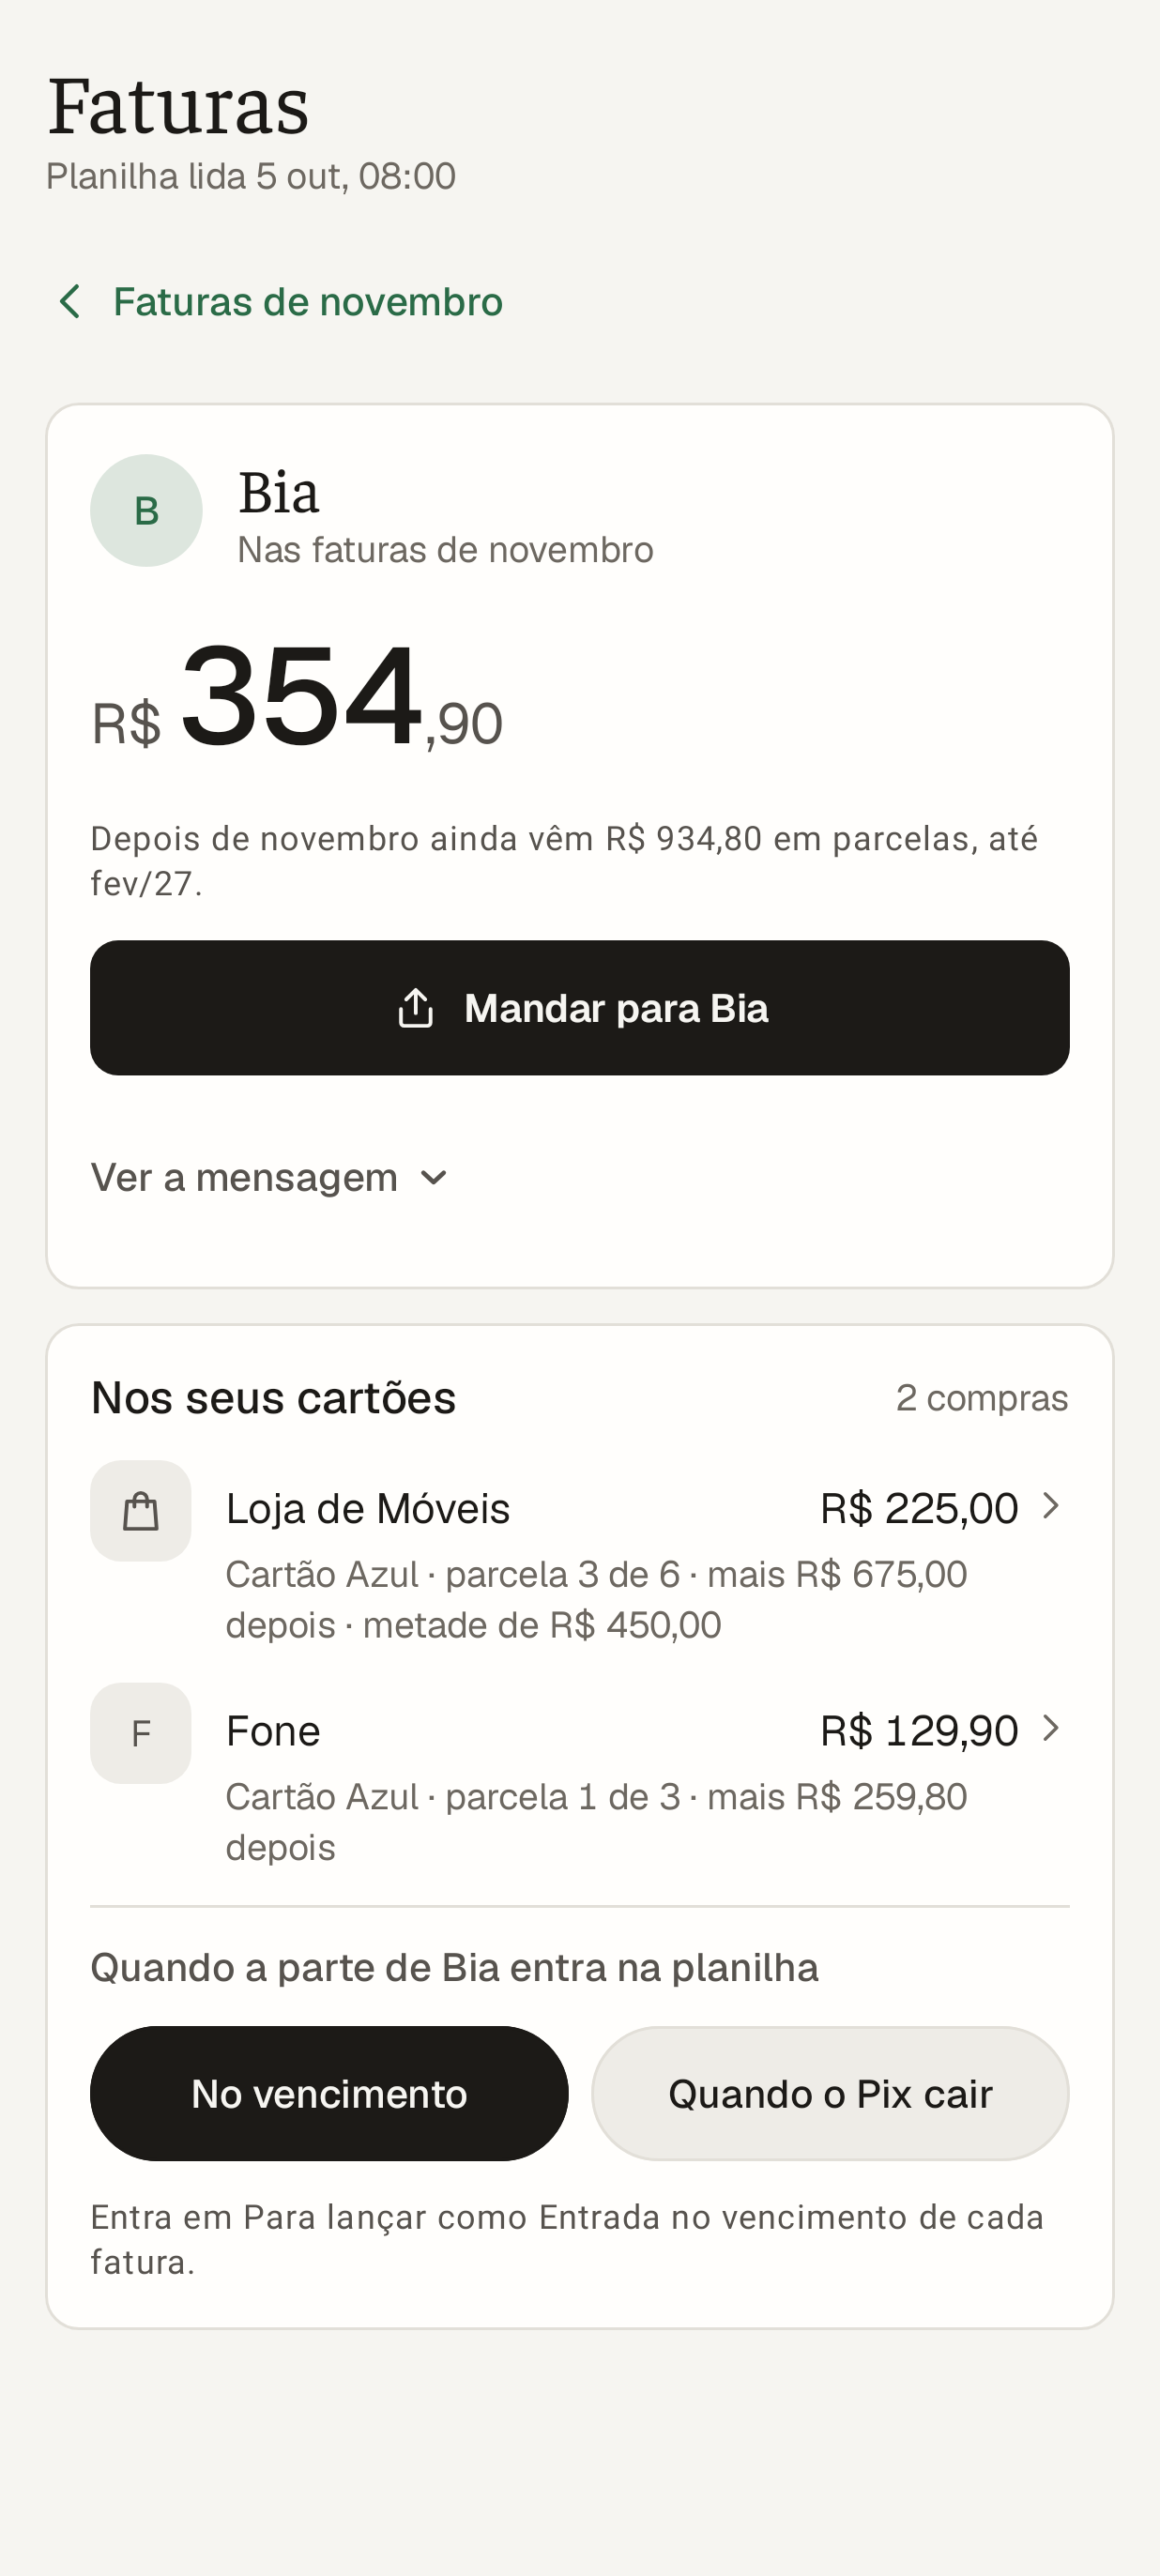 Faturas
Planilha lida 5 out, 08:00
Faturas de novembro
B
Bia
Nas faturas de novembro
R$ 354,90
Depois de novembro ainda vêm R$ 934,80 em parcelas, até
fev/27.
Mandar para Bia
Ver a mensagem
Nos seus cartões
2 compras
Loja de Móveis
R$ 225,00
Cartão Azul · parcela 3 de 6 · mais R$ 675,00
depois · metade de R$ 450,00
F
Fone
R$ 129,90
Cartão Azul · parcela 1 de 3 · mais R$ 259,80
depois
Quando a parte de Bia entra na planilha
No vencimento
Quando o Pix cair
Entra em Para lançar como Entrada no vencimento de cada
fatura.